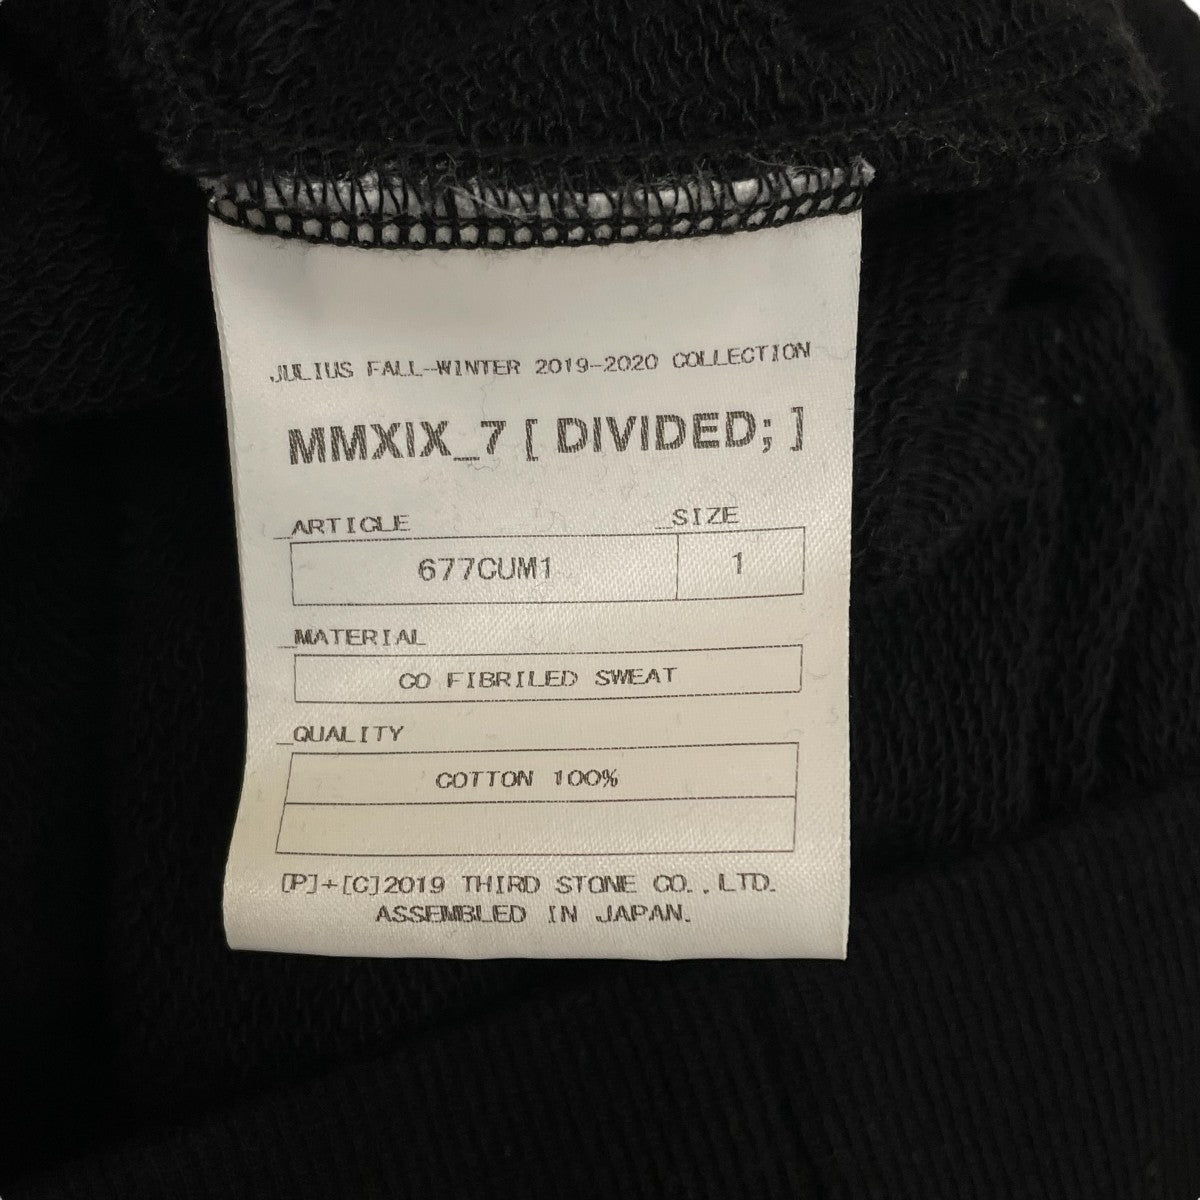 JULIUS FALL-WINTER 2019-2020 COLLECTION
MMXIX_7 [ DIVIDED; ]
_ARTICLE _SIZE
677CUM1 1
_MATERIAL
CO FIBRILED SWEAT
_QUALITY
COTTON 100%
[P]+[C]2019 THIRD STONE CO.,LTD.
ASSEMBLED IN JAPAN.